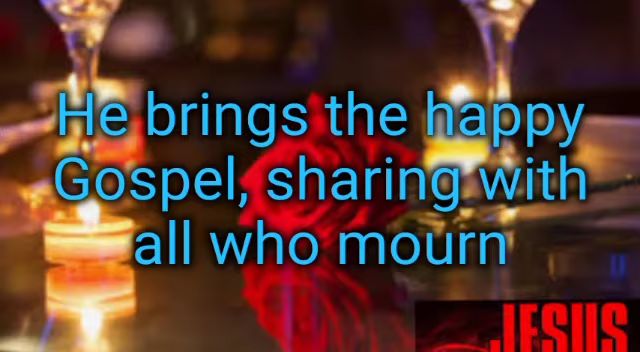 He brings the happy
Gospel, sharing with
all who mourn
JESUS